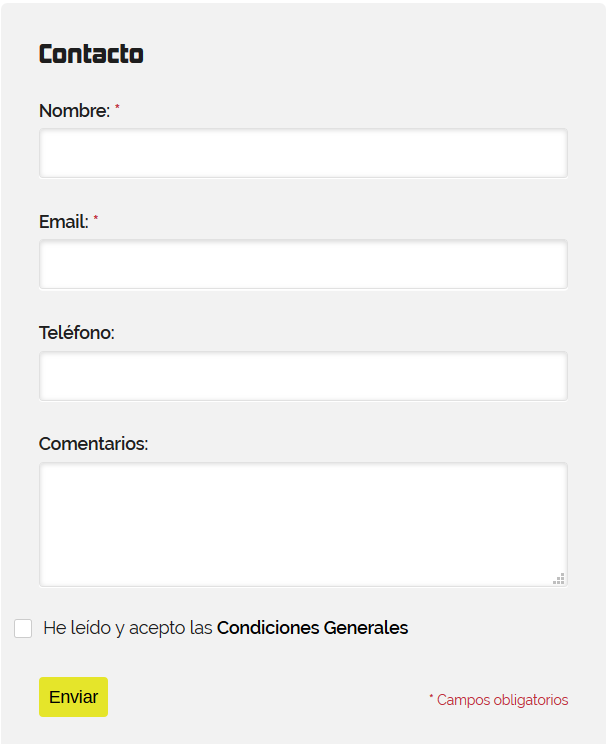 Contacto
Nombre: *
Email: *
Teléfono:
Comentarios:
He leído y acepto las Condiciones Generales
Enviar
* Campos obligatorios